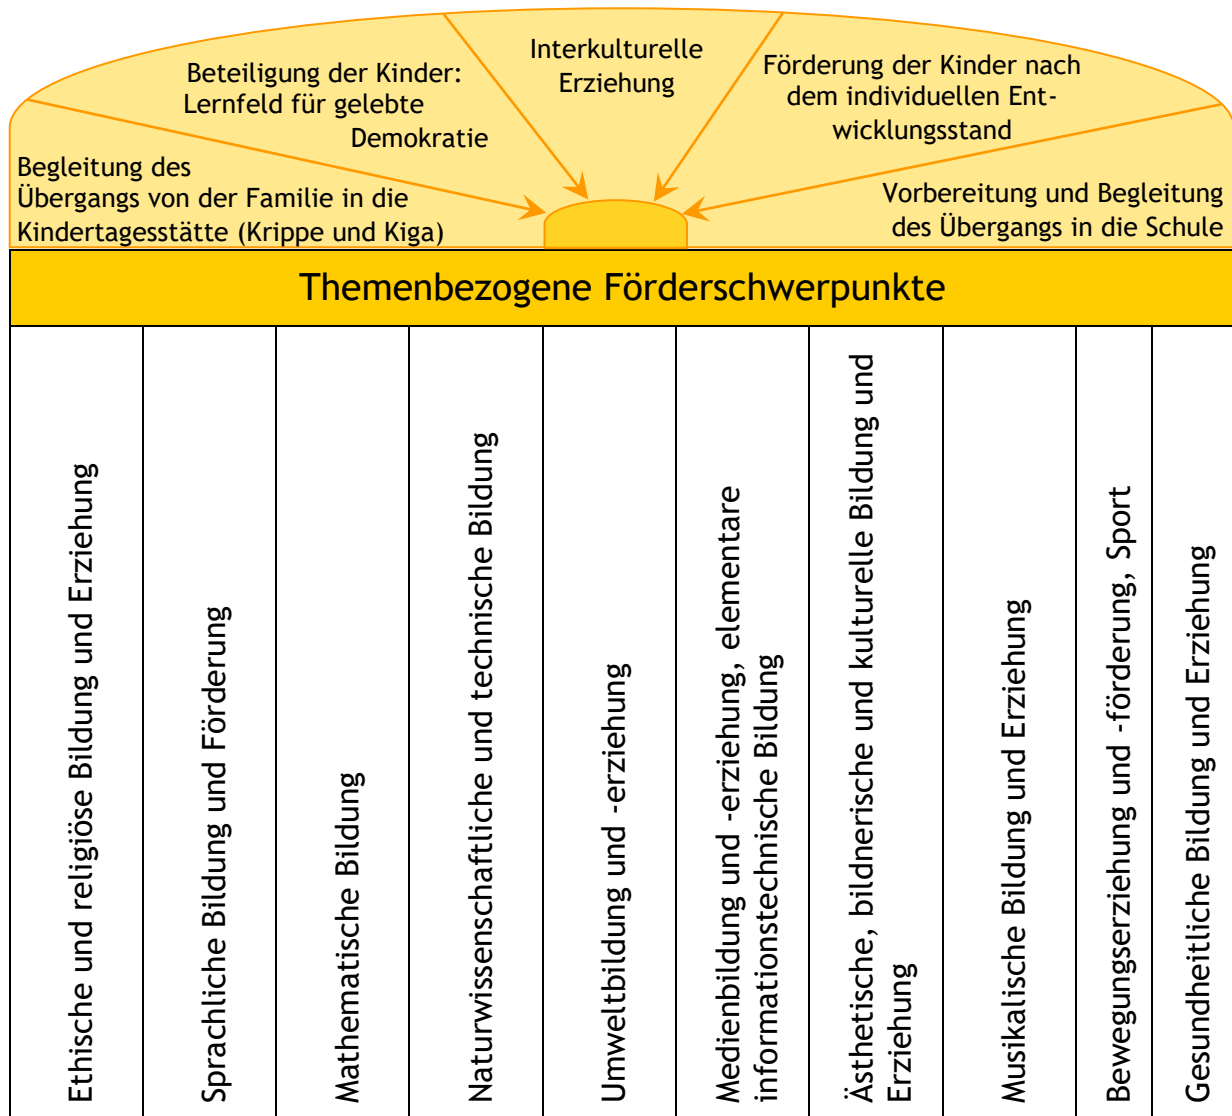 Interkulturelle
Erziehung
Beteiligung der Kinder:
Lernfeld für gelebte
Demokratie
Förderung der Kinder nach
dem individuellen Ent-
wicklungsstand
Begleitung des
Übergangs von der Familie in die
Kindertagesstätte (Krippe und Kiga)
Vorbereitung und Begleitung
des Übergangs in die Schule
Themenbezogene Förderschwerpunkte
Ethische und religiöse Bildung und Erziehung
Sprachliche Bildung und Förderung
Mathematische Bildung
Naturwissenschaftliche und technische Bildung
Umweltbildung und -erziehung
Medienbildung und -erziehung, elementare
informationstechnische Bildung
Ästhetische, bildnerische und kulturelle Bildung und
Erziehung
Musikalische Bildung und Erziehung
Bewegungserziehung und -förderung, Sport
Gesundheitliche Bildung und Erziehung